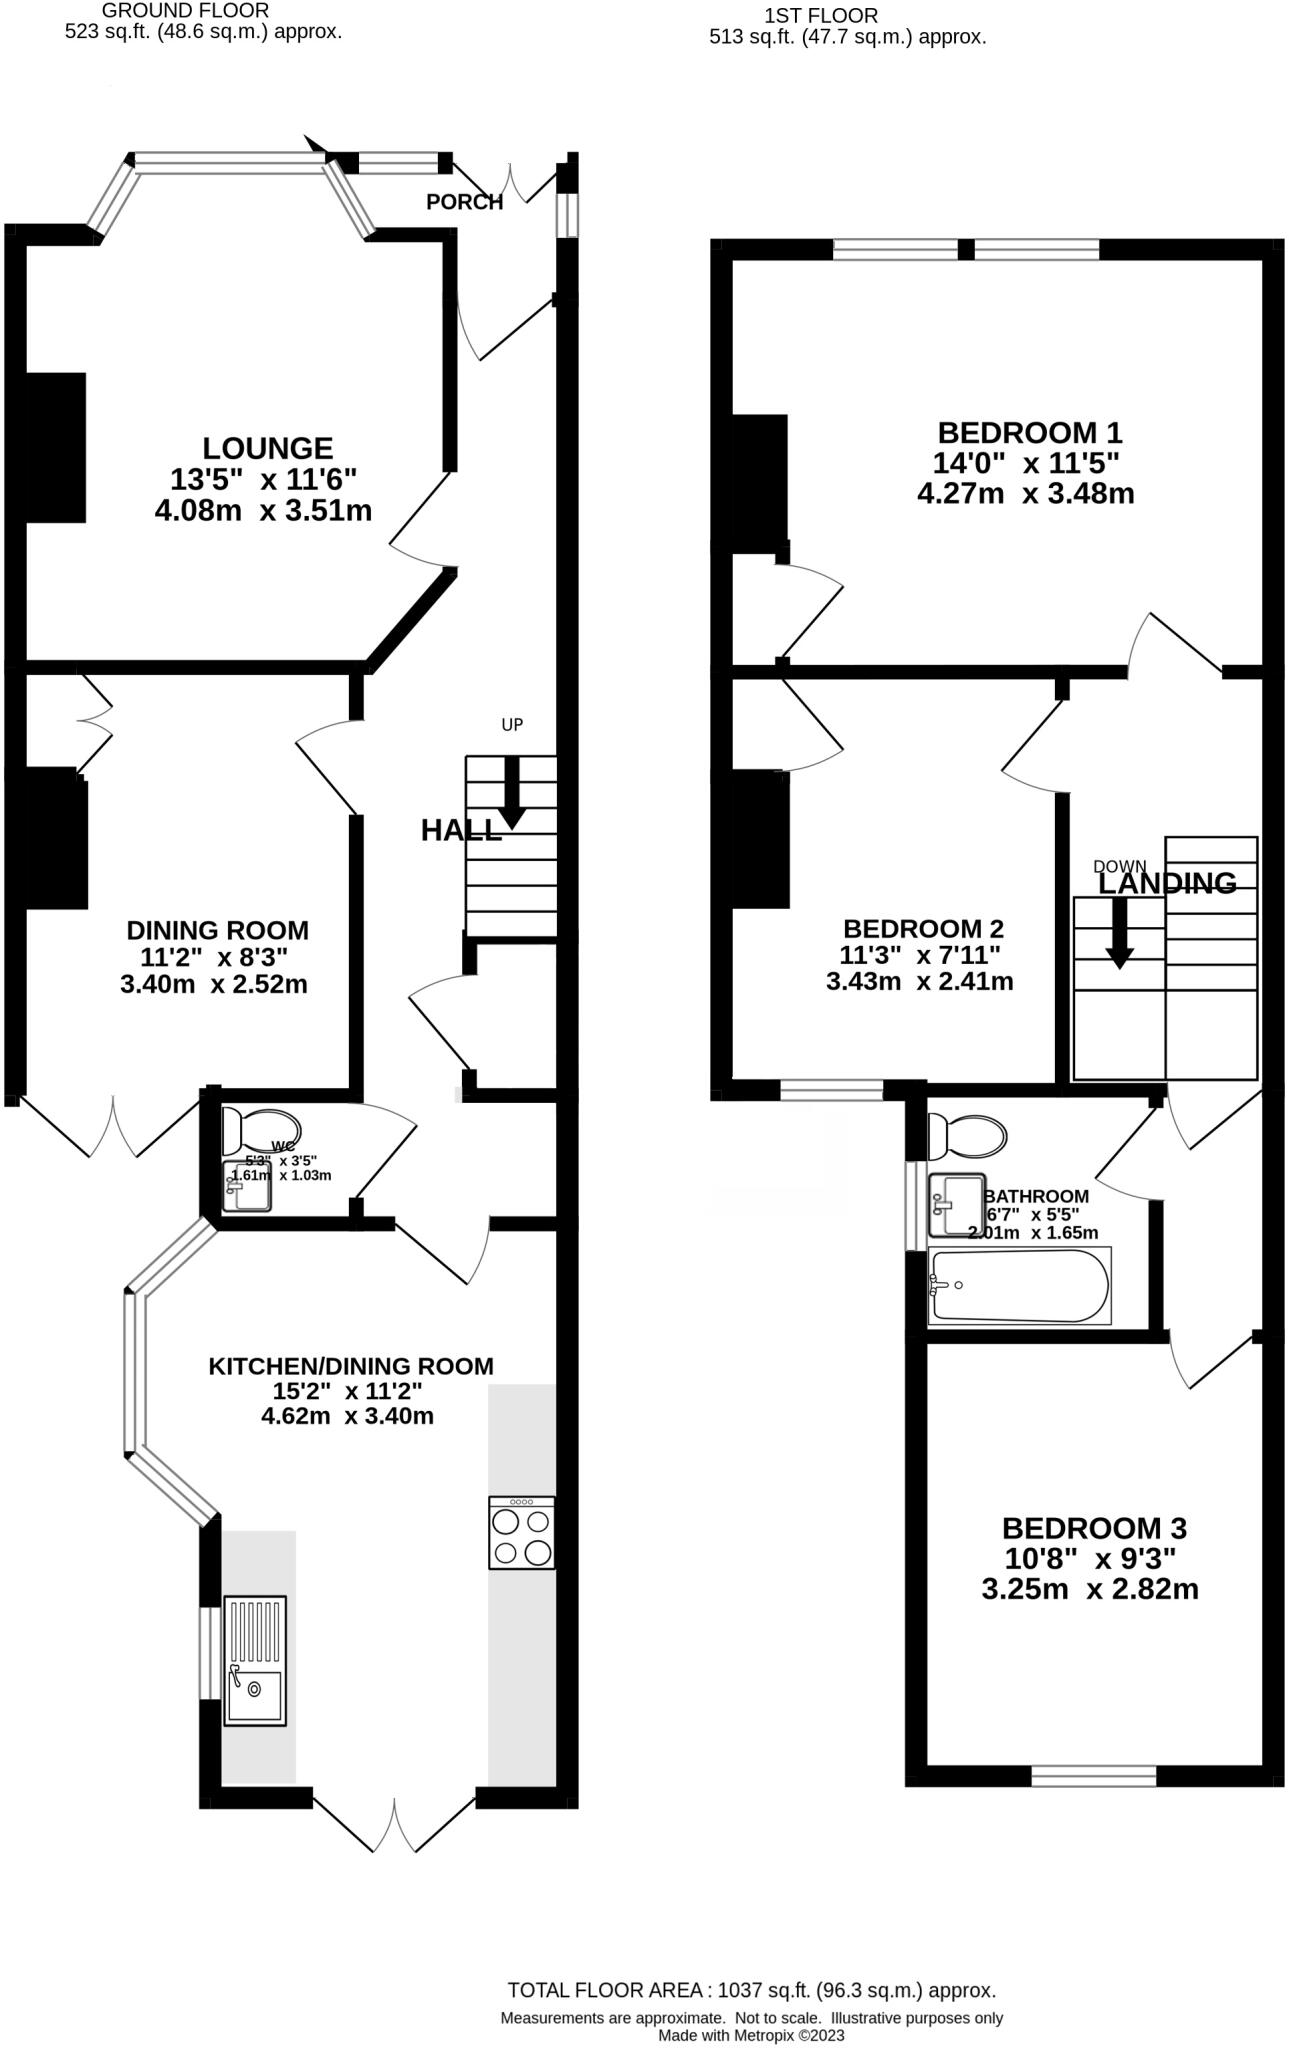 GROUND FLOOR
523 sq.ft. (48.6 sq.m.) approx.
1ST FLOOR
513 sq.ft. (47.7 sq.m.) approx.
PORCH
LOUNGE
13'5" x 11'6"
4.08m x 3.51m
UP
HALL
DINING ROOM
11'2" x 8'3"
3.40m x 2.52m
WC
5'3" x 3'5"
1.61m x 1.03m
KITCHEN/DINING ROOM
15'2" x 11'2"
4.62m x 3.40m
BEDROOM 1
14'0" x 11'5"
4.27m x 3.48m
DOWN
LANDING
BEDROOM 2
11'3" x 7'11"
3.43m x 2.41m
BATHROOM
6'7" x 5'5"
2.01m x 1.65m
BEDROOM 3
10'8" x 9'3"
3.25m x 2.82m
TOTAL FLOOR AREA : 1037 sq.ft. (96.3 sq.m.) approx.
Measurements are approximate. Not to scale. Illustrative purposes only
Made with Metropix ©2023